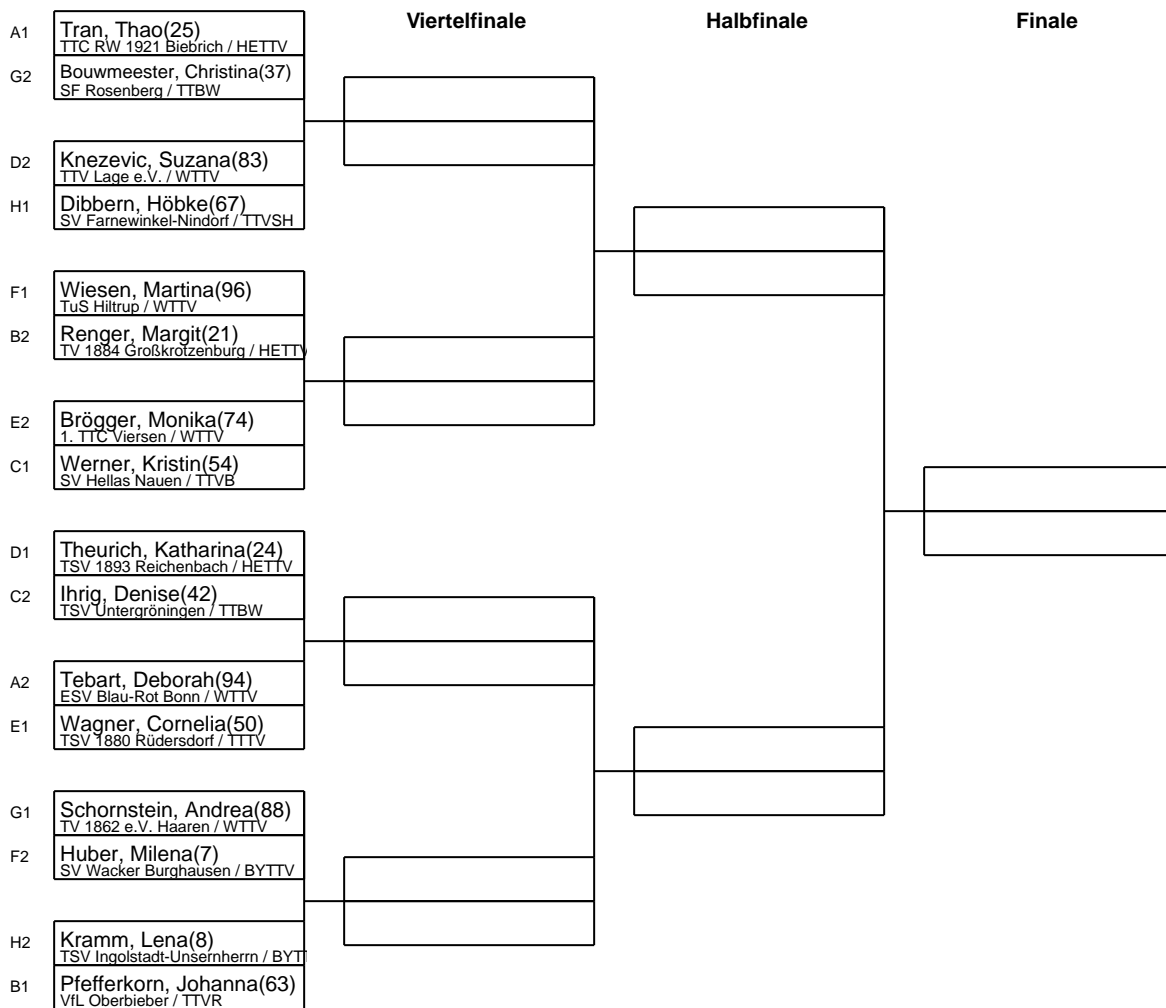 Viertelfinale
Halbfinale
Finale
A1 Tran, Thao(25)
TTC RW 1921 Biebrich / HETTV
G2 Bouwmeester, Christina(37)
SF Rosenberg / TTBW
D2 Knezevic, Suzana(83)
TTV Lage e.V. / WTTV
H1 Dibbern, Höbke(67)
SV Farnewinkel-Nindorf / TTVSH
F1 Wiesen, Martina(96)
TuS Hiltrup / WTTV
B2 Renger, Margit(21)
TV 1884 Großkrotzenburg / HETTV
E2 Brögger, Monika(74)
1. TTC Viersen / WTTV
C1 Werner, Kristin(54)
SV Hellas Nauen / TTVB
D1 Theurich, Katharina(24)
TSV 1893 Reichenbach / HETTV
C2 Ihrig, Denise(42)
TSV Untergröningen / TTBW
A2 Tebart, Deborah(94)
ESV Blau-Rot Bonn / WTTV
E1 Wagner, Cornelia(50)
TSV 1880 Rüdersdorf / TTTV
G1 Schornstein, Andrea(88)
TV 1862 e.V. Haaren / WTTV
F2 Huber, Milena(7)
SV Wacker Burghausen / BYTTV
H2 Kramm, Lena(8)
TSV Ingolstadt-Unsernherrn / BYTT
B1 Pfefferkorn, Johanna(63)
VfL Oberbieber / TTVR